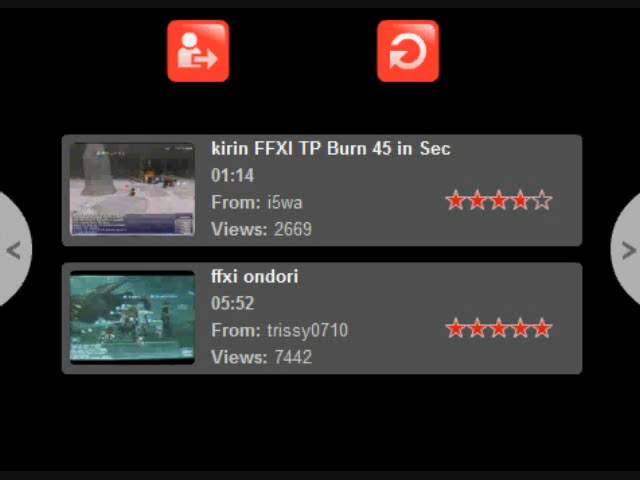 kirin FFXI TP Burn 45 in Sec
01:14
From: i5wa
Views: 2669
ffxi ondori
05:52
From: trissy0710
Views: 7442
<
>